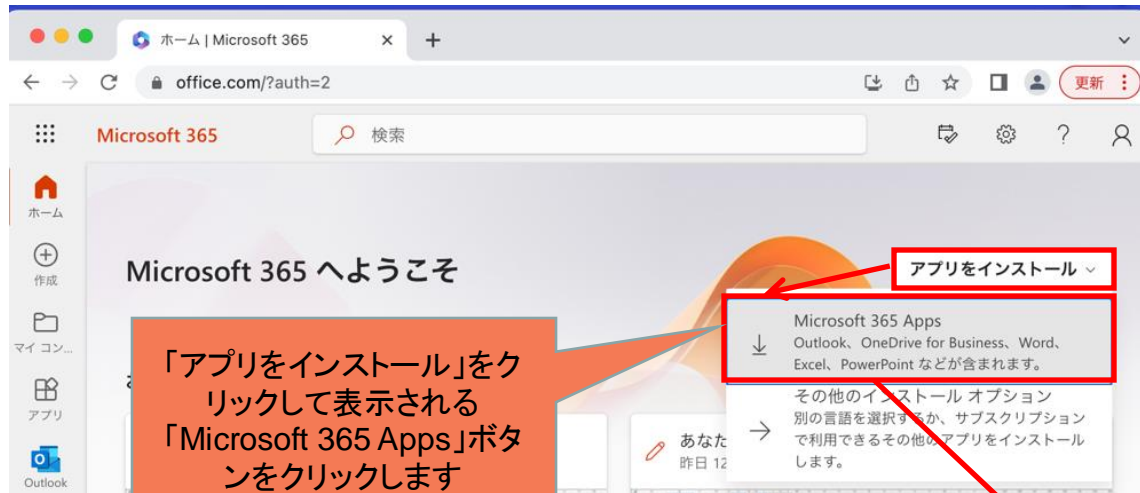 ホーム | Microsoft 365
office.com/?auth=2
更新
Microsoft 365
検索
ホーム
作成
マイ コン...
アプリ
Outlook
Microsoft 365 へようこそ
アプリをインストール
Microsoft 365 Apps
Outlook、OneDrive for Business、Word、
Excel、PowerPoint などが含まれます。
その他のインストール オプション
別の言語を選択するか、サブスクリプション
で利用できるその他のアプリをインストール
します。
「アプリをインストール」をク
リックして表示される
「Microsoft 365 Apps」ボタ
ンをクリックします
あなた
昨日 12